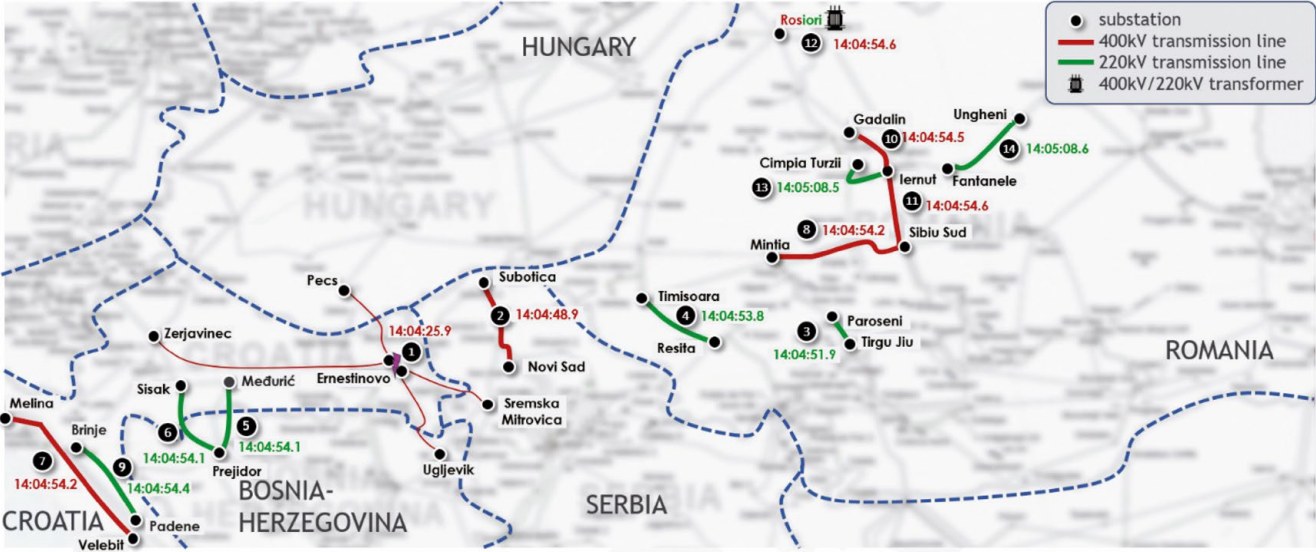 HUNGARY
Rosiori
12 14:04:54.6
substation
400kV transmission line
220kV transmission line
400kV/220kV transformer
Gadalin
10 14:04:54.5
Ungheni
14 14:05:08.6
Cimpia Turzii
13 14:05:08.5
Iernut
Fantanele
11 14:04:54.6
HUNGARY
8 14:04:54.2
Sibiu Sud
Mintia
Pecs
Subotica
Timisoara
4 14:04:53.8
Resita
2 14:04:48.9
Novi Sad
3
14:04:51.9
Paroseni
Tirgu Jiu
ROMANIA
Zerjavinec
14:04:25.9
1
Ernestinovo
Sisak
Međurić
Sremska
Mitrovica
Melina
Brinje
6
14:04:54.1
5
14:04:54.1
Prejidor
Ugljevik
7
14:04:54.2
9
14:04:54.4
BOSNIA-
HERZEGOVINA
SERBIA
CROATIA
Padene
Velebit